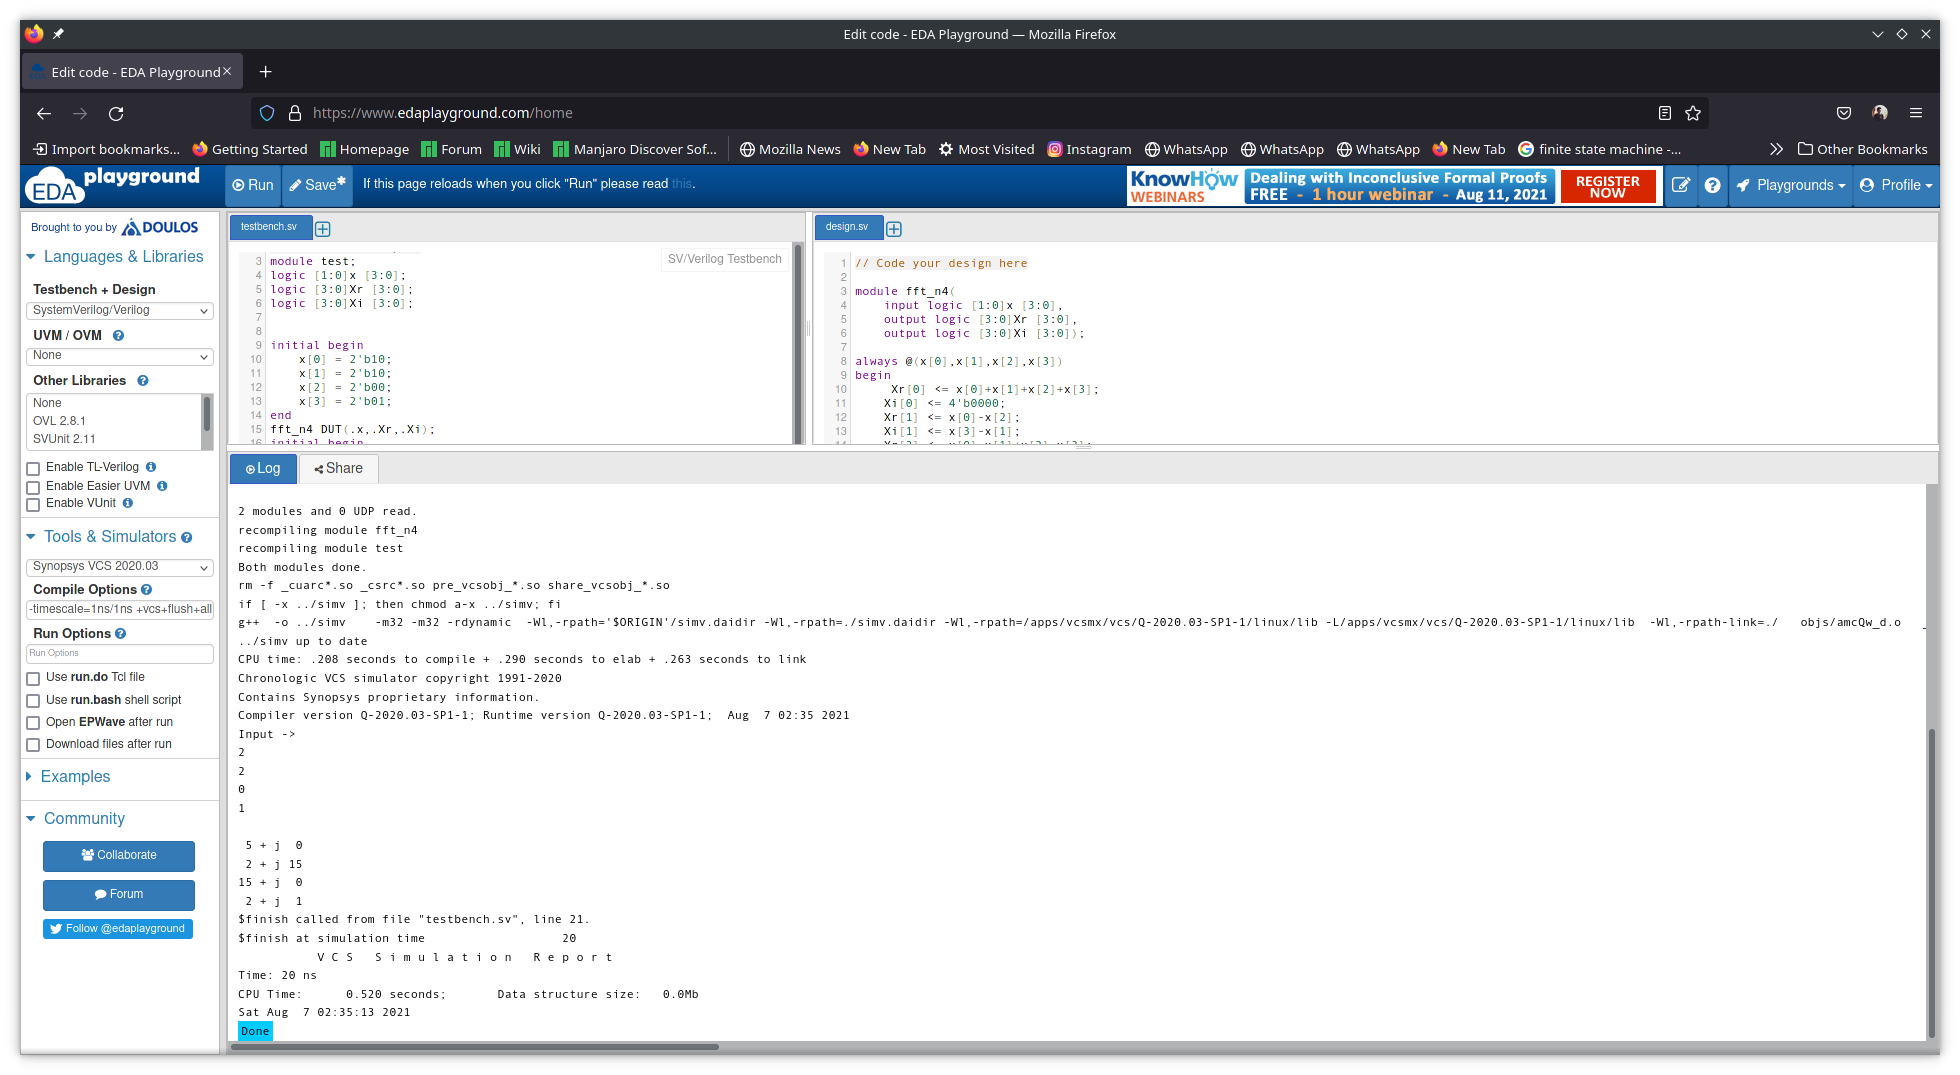 Edit code - EDA Playground — Mozilla Firefox
Edit code - EDA Playground
https://www.edaplayground.com/home
Import bookmarks... Getting Started Homepage Forum Wiki Manjaro Discover Sof... Mozilla News New Tab Most Visited Instagram WhatsApp WhatsApp WhatsApp New Tab finite state machine -... Other Bookmarks
EDA playground Run Save* If this page reloads when you click "Run" please read this.
KnowHow WEBINARS
Dealing with Inconclusive Formal Proofs
FREE - 1 hour webinar - Aug 11, 2021
REGISTER NOW
Playgrounds Profile
Brought to you by DOULOS
Languages & Libraries
Testbench + Design
SystemVerilog/Verilog
UVM / OVM
None
Other Libraries
None
OVL 2.8.1
SVUnit 2.11
Enable TL-Verilog
Enable Easier UVM
Enable VUnit
Tools & Simulators
Synopsys VCS 2020.03
Compile Options
-timescale=1ns/1ns +vcs+flush+all
Run Options
Run Options
Use run.do Tcl file
Use run.bash shell script
Open EPWave after run
Download files after run
Examples
Community
Collaborate
Forum
Follow @edaplayground
testbench.sv
SV/Verilog Testbench
3 module test;
4 logic [1:0]x [3:0];
5 logic [3:0]Xr [3:0];
6 logic [3:0]Xi [3:0];
7
8
9 initial begin
10 x[0] = 2'b10;
11 x[1] = 2'b10;
12 x[2] = 2'b00;
13 x[3] = 2'b01;
14 end
15 fft_n4 DUT(.x,.Xr,.Xi);
16 initial begin
design.sv
1 // Code your design here
2
3 module fft_n4(
4 input logic [1:0]x [3:0],
5 output logic [3:0]Xr [3:0],
6 output logic [3:0]Xi [3:0]);
7
8 always @(x[0],x[1],x[2],x[3])
9 begin
10 Xr[0] <= x[0]+x[1]+x[2]+x[3];
11 Xi[0] <= 4'b0000;
12 Xr[1] <= x[0]-x[2];
13 Xi[1] <= x[3]-x[1];
Log Share
2 modules and 0 UDP read.
recompiling module fft_n4
recompiling module test
Both modules done.
rm -f _cuarc*.so _csrc*.so pre_vcsobj_*.so share_vcsobj_*.so
if [ -x ../simv ]; then chmod a-x ../simv; fi
g++ -o ../simv -m32 -m32 -rdynamic -Wl,-rpath='$ORIGIN'/simv.daidir -Wl,-rpath=./simv.daidir -Wl,-rpath=/apps/vcsmx/vcs/Q-2020.03-SP1-1/linux/lib -L/apps/vcsmx/vcs/Q-2020.03-SP1-1/linux/lib -Wl,-rpath-link=./ objs/amcQw_d.o _
../simv up to date
CPU time: .208 seconds to compile + .290 seconds to elab + .263 seconds to link
Chronologic VCS simulator copyright 1991-2020
Contains Synopsys proprietary information.
Compiler version Q-2020.03-SP1-1; Runtime version Q-2020.03-SP1-1; Aug 7 02:35 2021
Input ->
2
2
0
1
5 + j 0
2 + j 15
15 + j 0
2 + j 1
$finish called from file "testbench.sv", line 21.
$finish at simulation time 20
V C S S i m u l a t i o n R e p o r t
Time: 20 ns
CPU Time: 0.520 seconds; Data structure size: 0.0Mb
Sat Aug 7 02:35:13 2021
Done